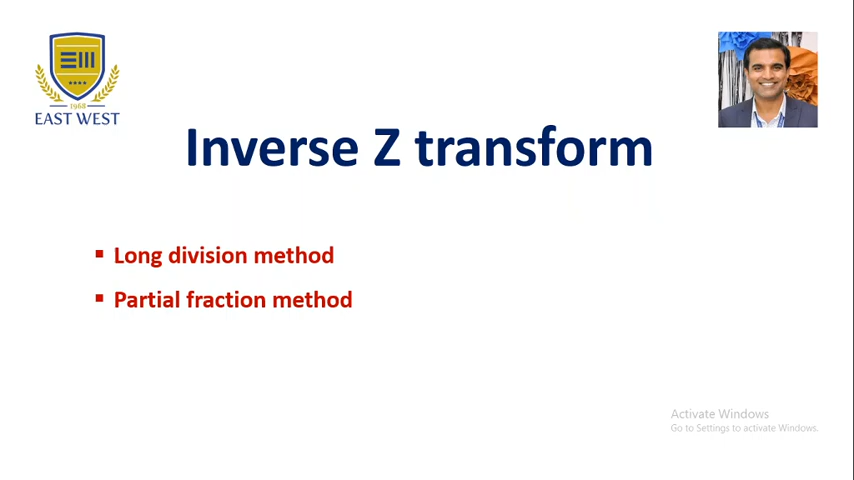 1968
EAST WEST
Inverse Z transform
Long division method
Partial fraction method
Activate Windows
Go to Settings to activate Windows.